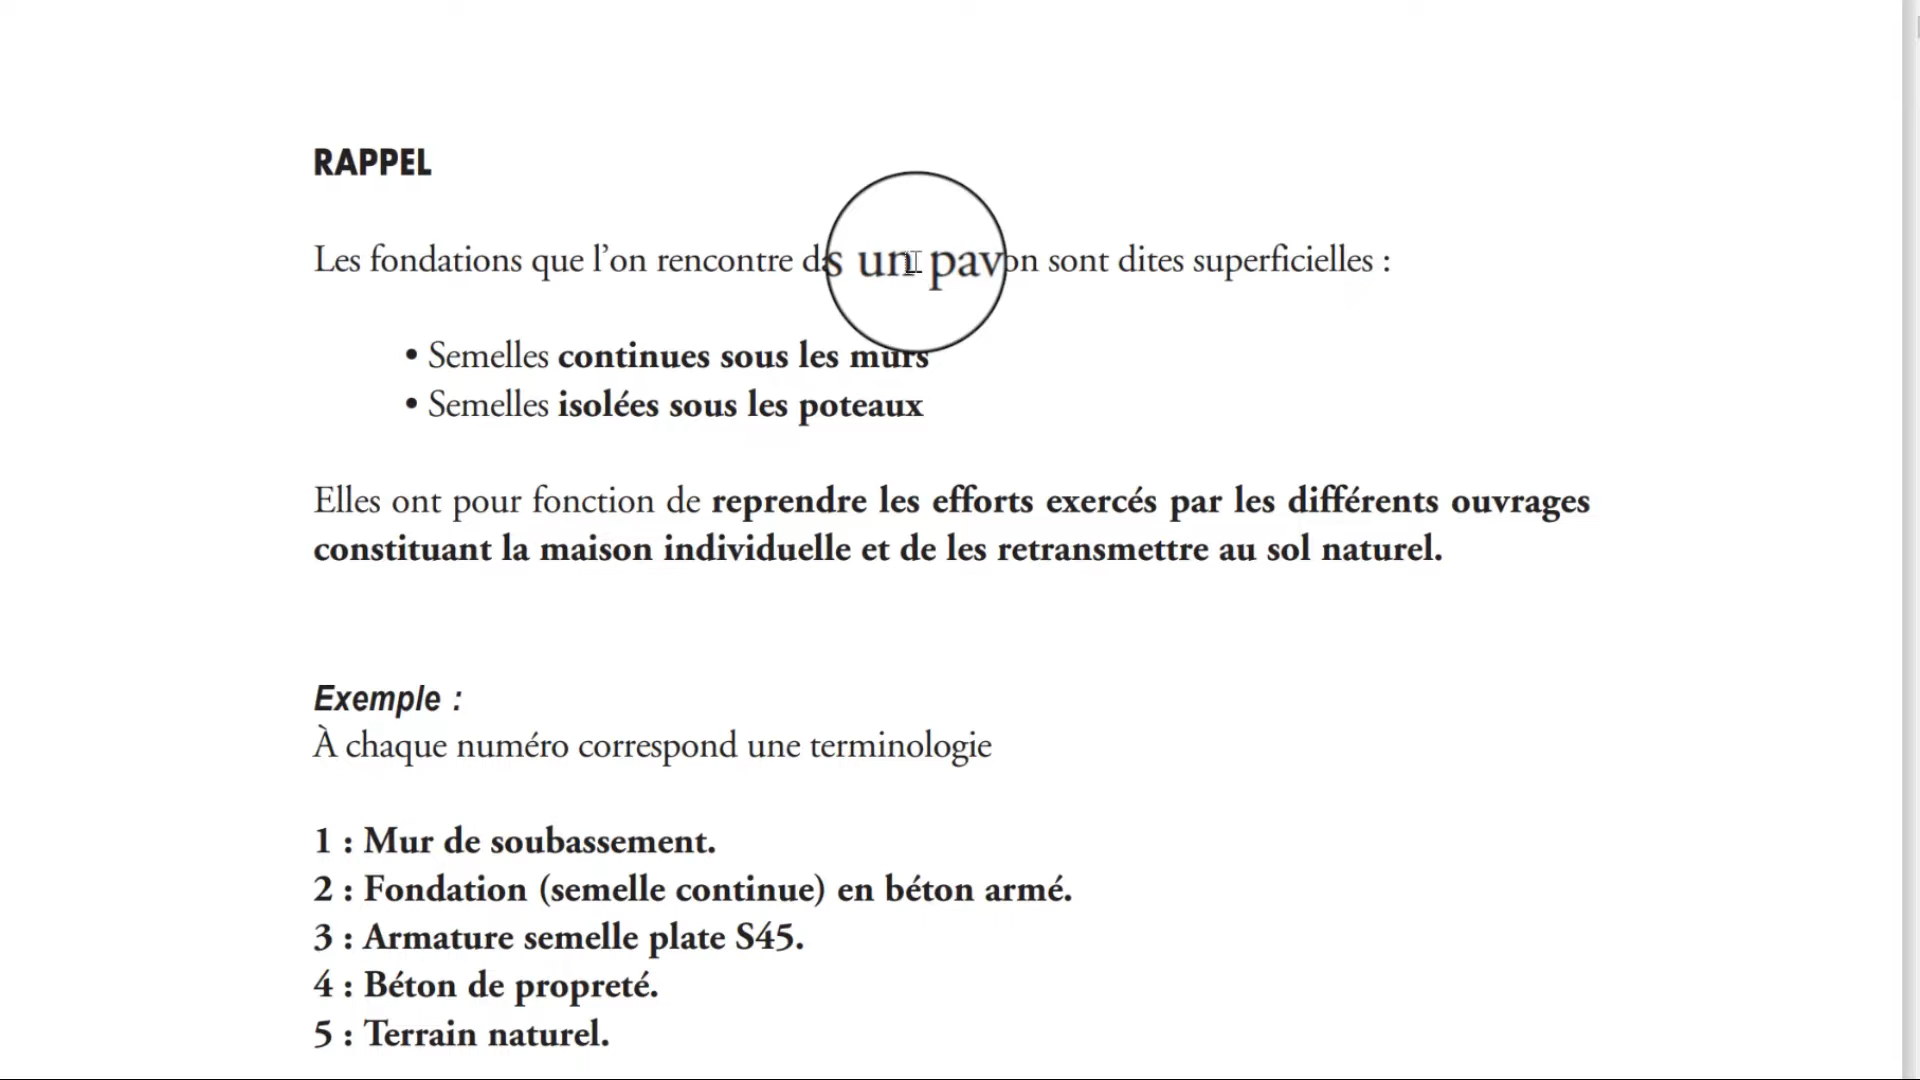 RAPPEL
Les fondations que l’on rencontre ds un pavon sont dites superficielles :
• Semelles continues sous les murs
• Semelles isolées sous les poteaux
Elles ont pour fonction de reprendre les efforts exercés par les différents ouvrages
constituant la maison individuelle et de les retransmettre au sol naturel.
Exemple :
À chaque numéro correspond une terminologie
1 : Mur de soubassement.
2 : Fondation (semelle continue) en béton armé.
3 : Armature semelle plate S45.
4 : Béton de propreté.
5 : Terrain naturel.